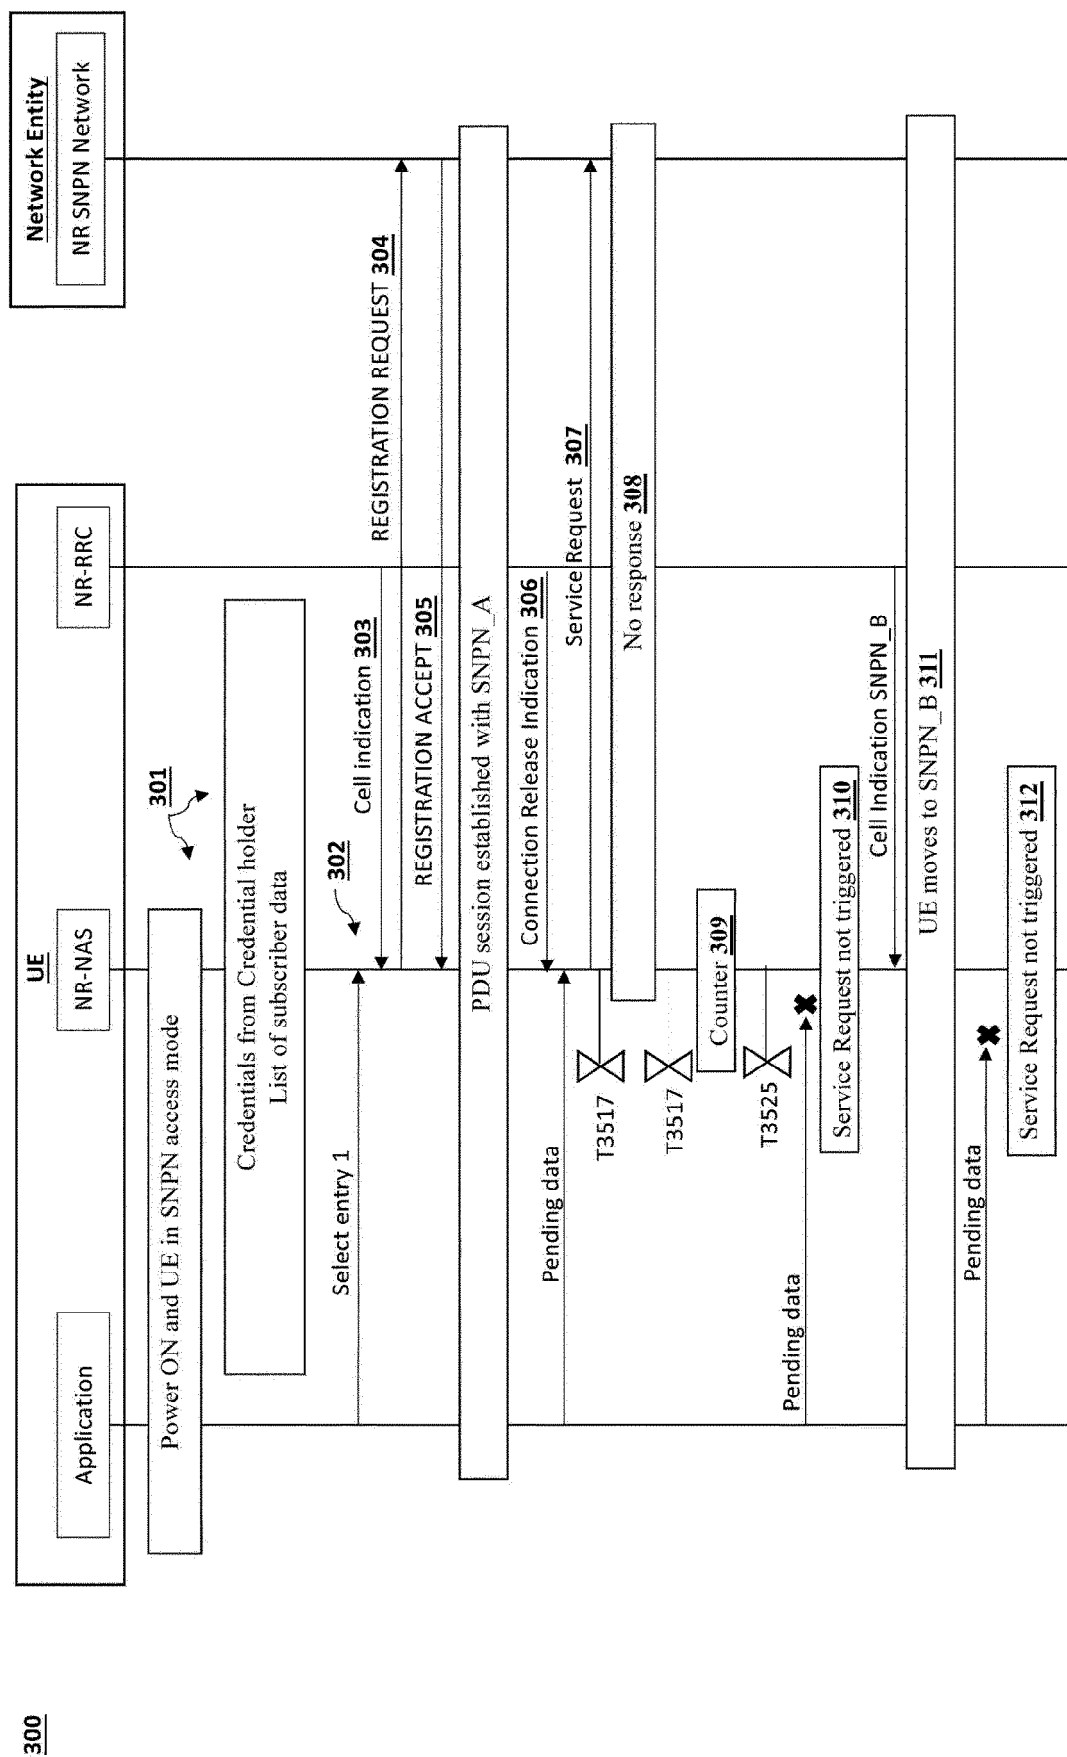 300
UE
Network Entity
Application
NR-NAS
NR-RRC
NR SNPN Network
Power ON and UE in SNPN access mode
301
Credentials from Credential holder
List of subscriber data
Select entry 1
302
Cell indication 303
REGISTRATION REQUEST 304
REGISTRATION ACCEPT 305
PDU session established with SNPN_A
Connection Release Indication 306
Pending data
Service Request 307
T3517
No response 308
T3517
Counter 309
T3525
Pending data
Service Request not triggered 310
Cell Indication SNPN_B
UE moves to SNPN_B 311
Pending data
Service Request not triggered 312